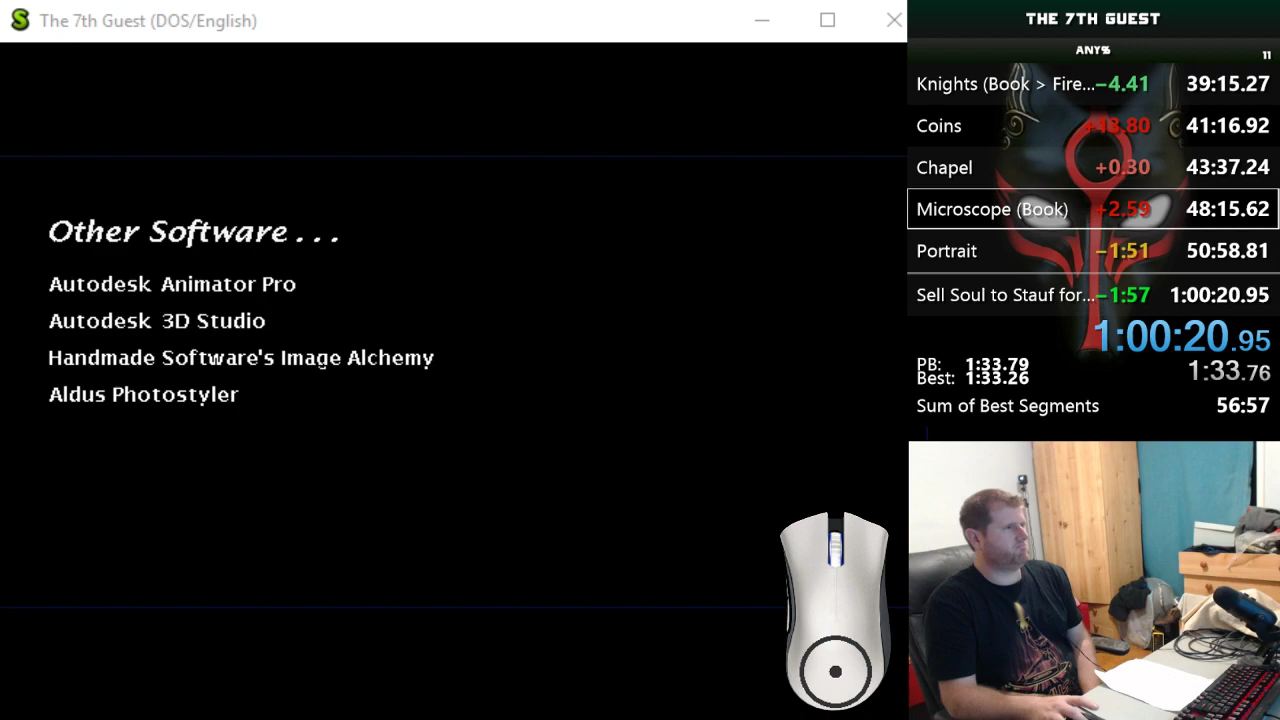 The 7th Guest (DOS/English)
Other Software...
Autodesk Animator Pro
Autodesk 3D Studio
Handmade Software's Image Alchemy
Aldus Photostyler
THE 7TH GUEST
ANY%
11
Knights (Book > Fire... −4.41 39:15.27
Coins 41:16.92
Chapel +0.30 43:37.24
Microscope (Book) +2.59 48:15.62
Portrait −1:51 50:58.81
Sell Soul to Stauf for... −1:57 1:00:20.95
1:00:20.95
PB: 1:33.79
Best: 1:33.26
1:33.76
Sum of Best Segments 56:57